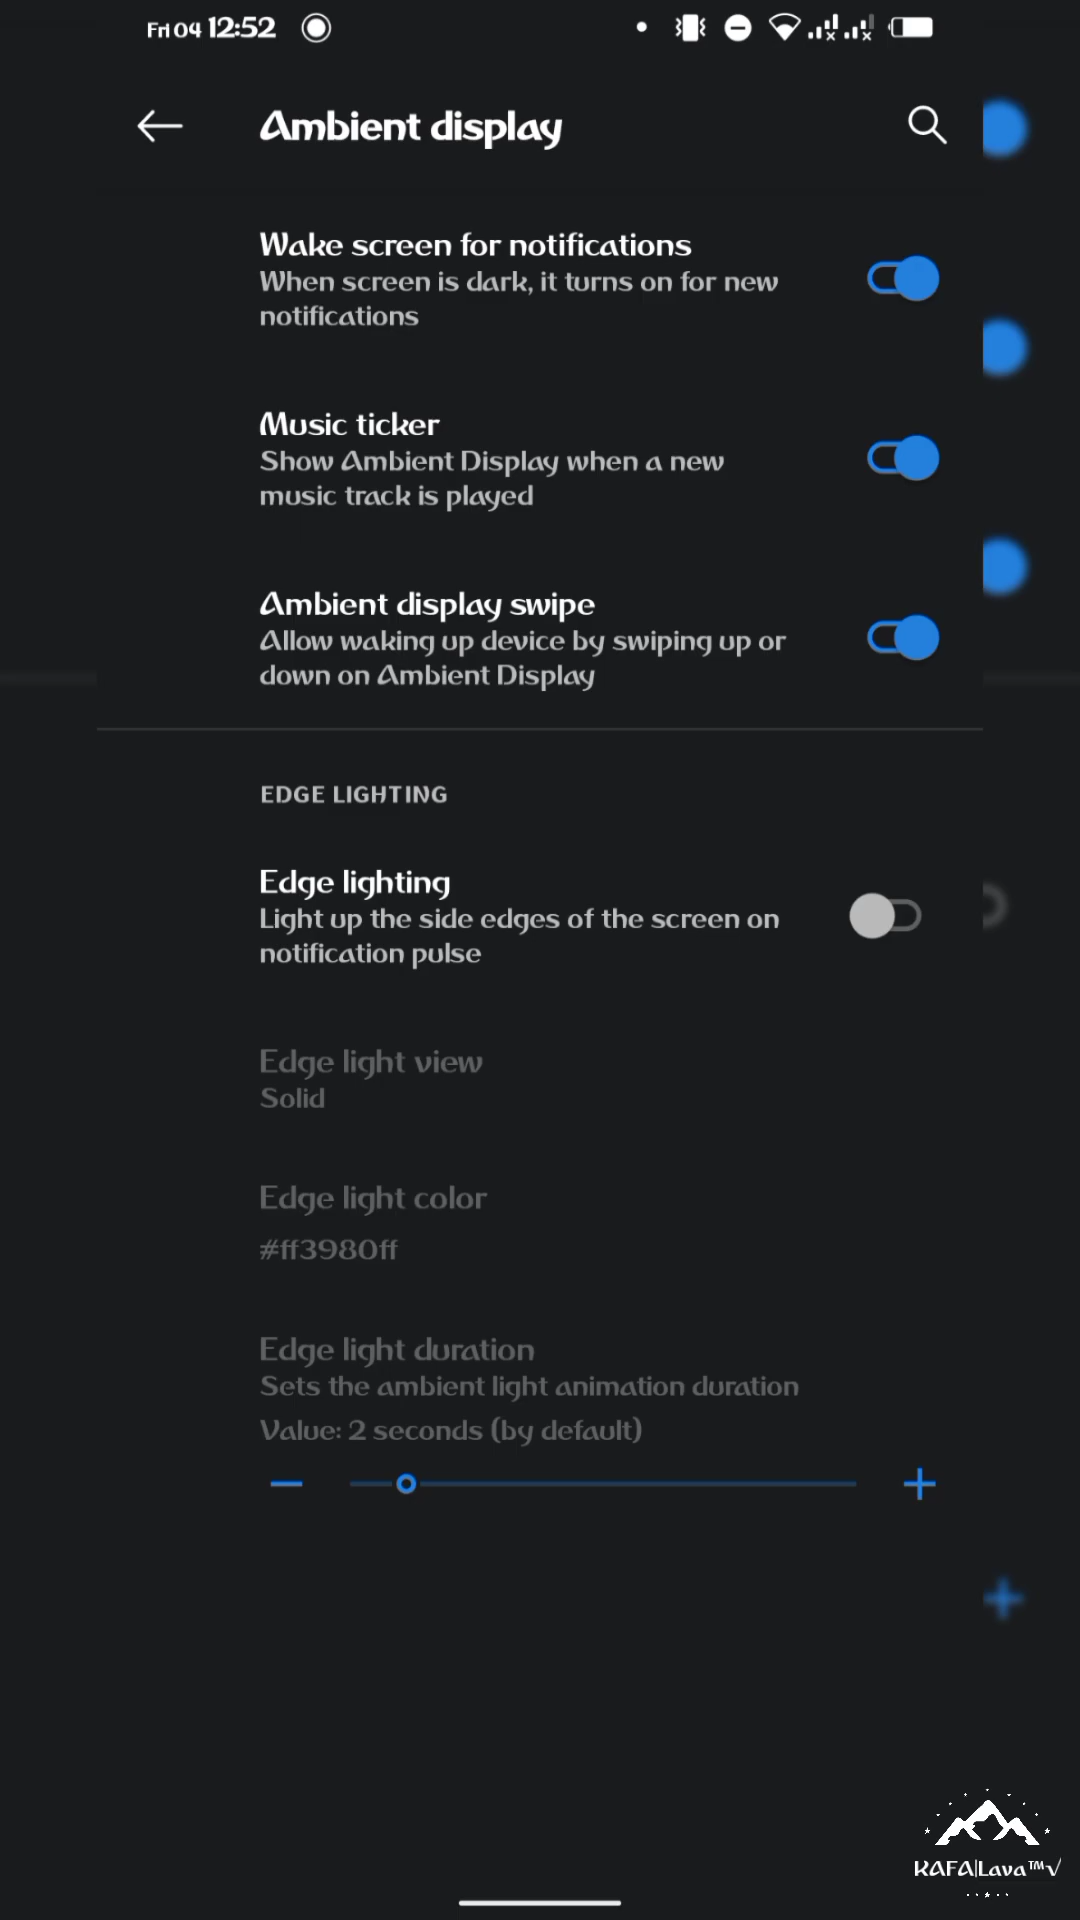 Fri 04 12:52
Ambient display
Wake screen for notifications
When screen is dark, it turns on for new
notifications
Music ticker
Show Ambient Display when a new
music track is played
Ambient display swipe
Allow waking up device by swiping up or
down on Ambient Display
EDGE LIGHTING
Edge lighting
Light up the side edges of the screen on
notification pulse
Edge light view
Solid
Edge light color
#ff3980ff
Edge light duration
Sets the ambient light animation duration
Value: 2 seconds (by default)
KAFA|Lava™√